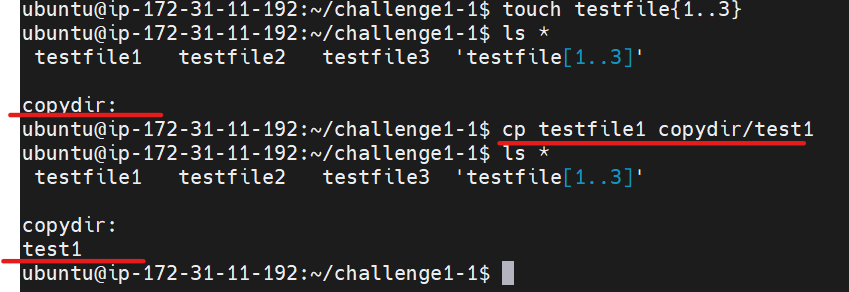 ubuntu@ip-172-31-11-192:~/challenge1-1$ touch testfile{1..3}
ubuntu@ip-172-31-11-192:~/challenge1-1$ ls *
testfile1   testfile2   testfile3  'testfile[1..3]'
copydir:
ubuntu@ip-172-31-11-192:~/challenge1-1$ cp testfile1 copydir/test1
ubuntu@ip-172-31-11-192:~/challenge1-1$ ls *
testfile1   testfile2   testfile3  'testfile[1..3]'
copydir:
test1
ubuntu@ip-172-31-11-192:~/challenge1-1$